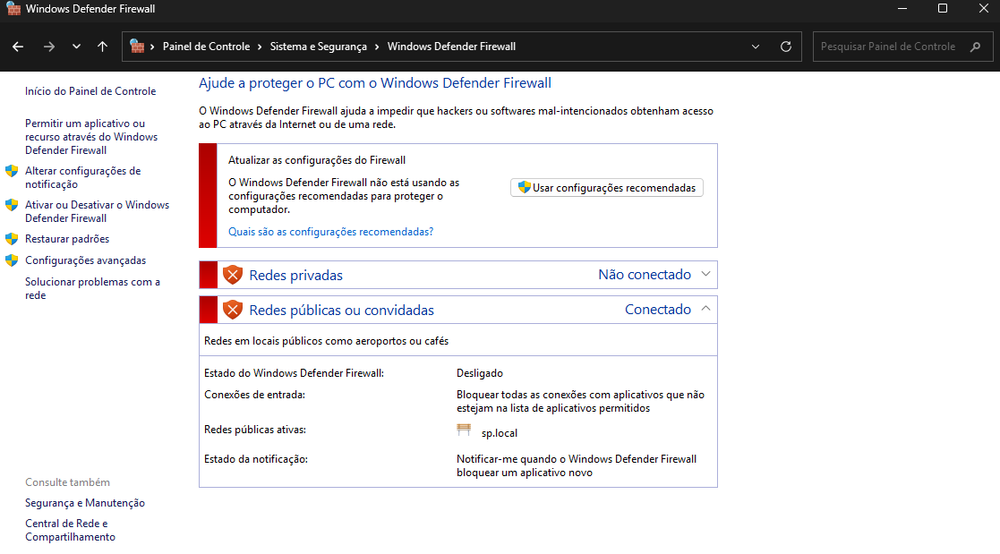 Windows Defender Firewall
Painel de Controle > Sistema e Segurança > Windows Defender Firewall
Pesquisar Painel de Controle
Início do Painel de Controle
Permitir um aplicativo ou
recurso através do Windows
Defender Firewall
Alterar configurações de
notificação
Ativar ou Desativar o Windows
Defender Firewall
Restaurar padrões
Configurações avançadas
Solucionar problemas com a
rede
Ajude a proteger o PC com o Windows Defender Firewall
O Windows Defender Firewall ajuda a impedir que hackers ou softwares mal-intencionados obtenham acesso
ao PC através da Internet ou de uma rede.
Atualizar as configurações do Firewall
O Windows Defender Firewall não está usando as
configurações recomendadas para proteger o
computador.
Usar configurações recomendadas
Quais são as configurações recomendadas?
Redes privadas Não conectado
Redes públicas ou convidadas Conectado
Redes em locais públicos como aeroportos ou cafés
Estado do Windows Defender Firewall: Desligado
Conexões de entrada: Bloquear todas as conexões com aplicativos que não
estejam na lista de aplicativos permitidos
Redes públicas ativas: sp.local
Estado da notificação: Notificar-me quando o Windows Defender Firewall
bloquear um aplicativo novo
Consulte também
Segurança e Manutenção
Central de Rede e
Compartilhamento